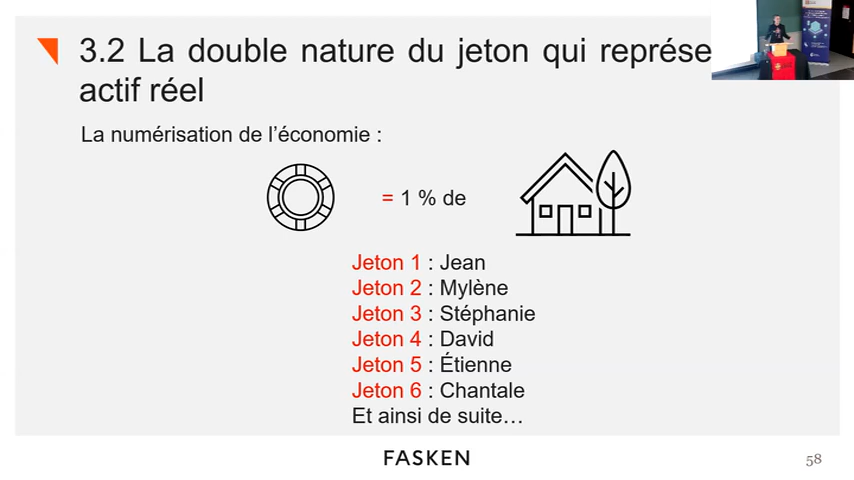 3.2 La double nature du jeton qui représe
actif réel
La numérisation de l’économie :
= 1 % de
Jeton 1 : Jean
Jeton 2 : Mylène
Jeton 3 : Stéphanie
Jeton 4 : David
Jeton 5 : Étienne
Jeton 6 : Chantale
Et ainsi de suite…
FASKEN
58